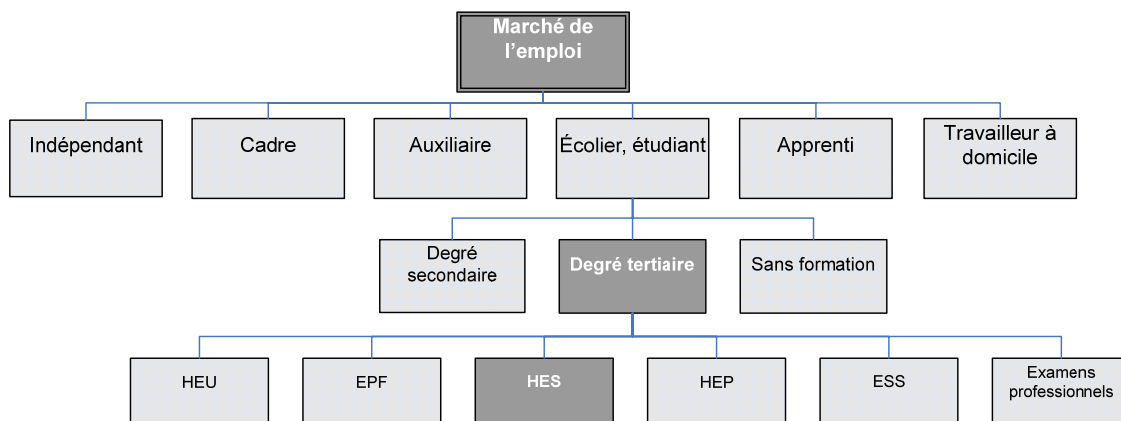 Marché de
l’emploi
Indépendant
Cadre
Auxiliaire
Écolier, étudiant
Apprenti
Travailleur à
domicile
Degré
secondaire
Degré tertiaire
Sans formation
HEU
EPF
HES
HEP
ESS
Examens
professionnels